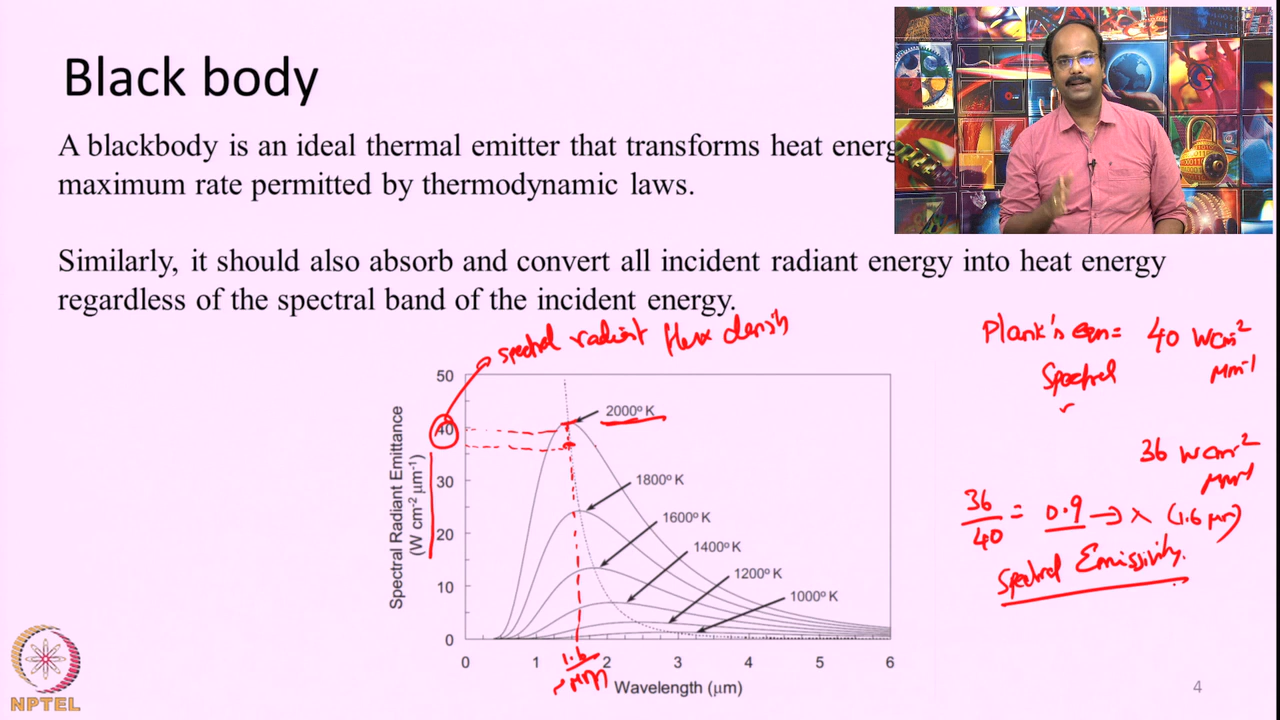 Black body
A blackbody is an ideal thermal emitter that transforms heat energ
maximum rate permitted by thermodynamic laws.
Similarly, it should also absorb and convert all incident radiant energy into heat energy
regardless of the spectral band of the incident energy.
spectral radiant flux density
Plank's eqn = 40 Wcm²
μm⁻¹
Spectral
r
36 Wcm²
μm⁻¹
36/40 = 0.9 → λ (1.6 μm)
Spectral Emissivity.
Spectral Radiant Emittance
(W cm⁻² μm⁻¹)
50
40
30
20
10
0
2000° K
1800° K
1600° K
1400° K
1200° K
1000° K
0 1 2 3 4 5 6
1.6
μm
Wavelength (μm)
NPTEL
4